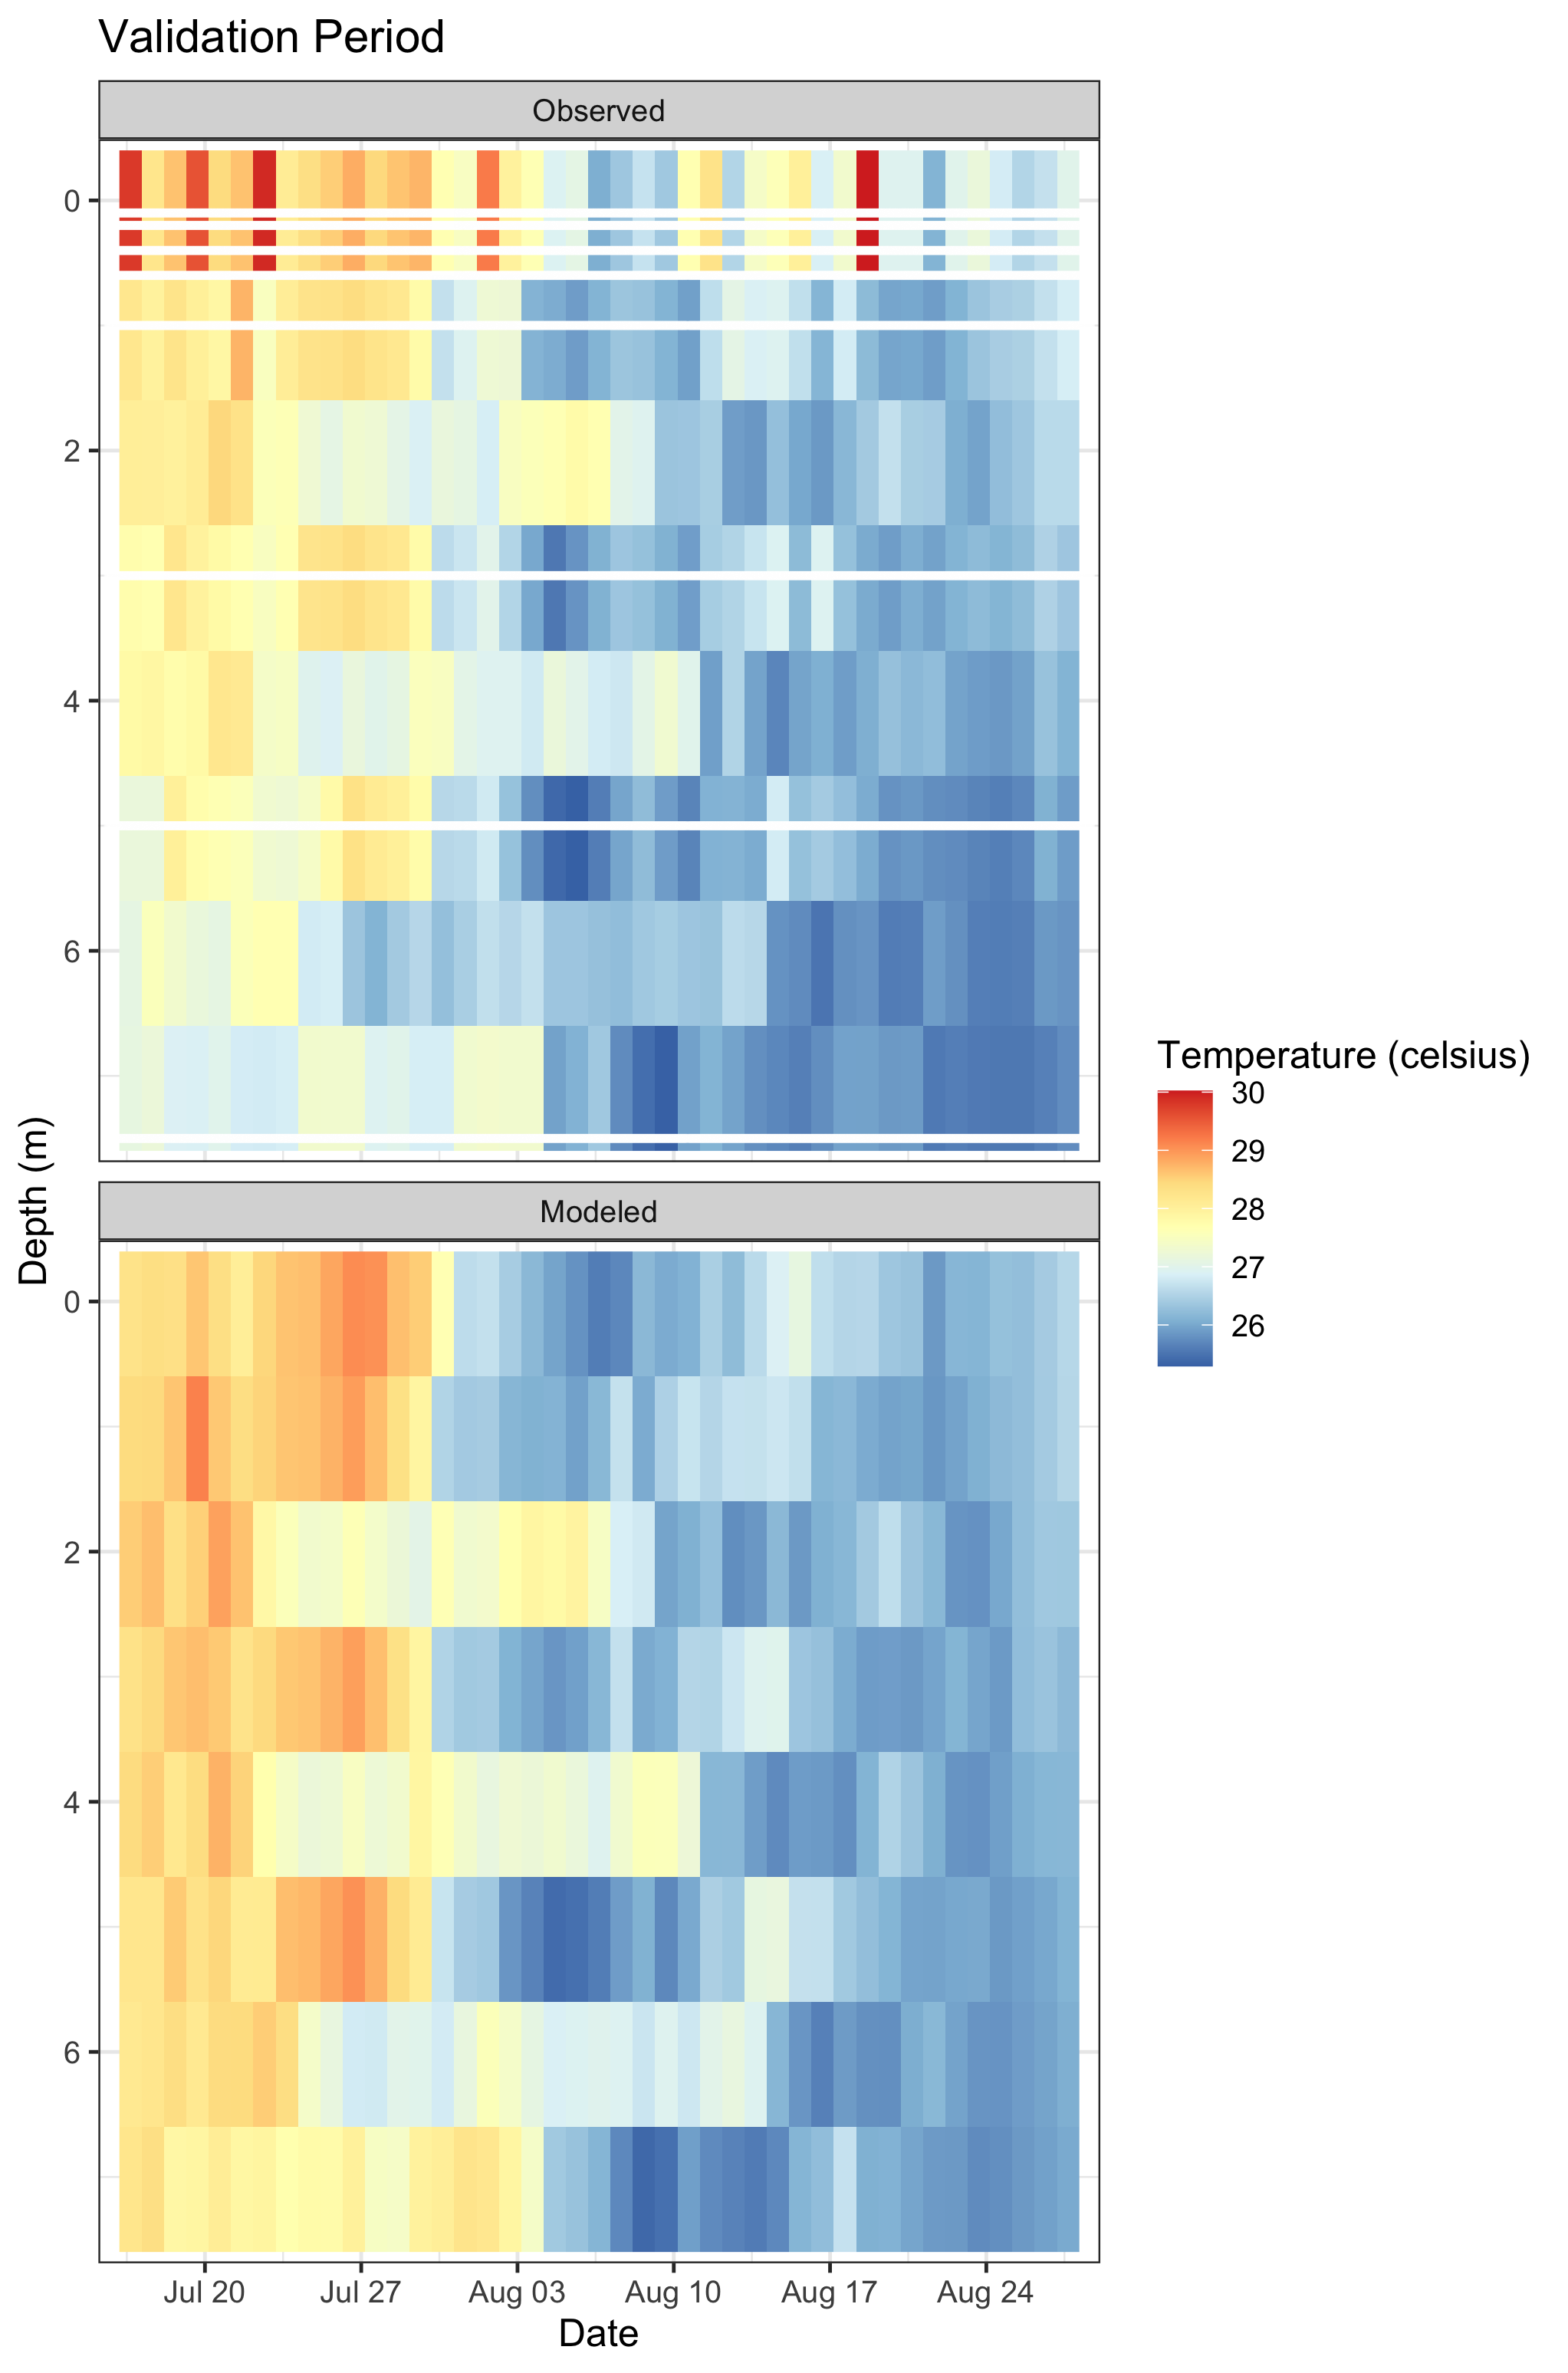 Validation Period
Observed
0
2
4
6
Depth (m)
Modeled
0
2
4
6
Jul 20 Jul 27 Aug 03 Aug 10 Aug 17 Aug 24
Date
Temperature (celsius)
30
29
28
27
26